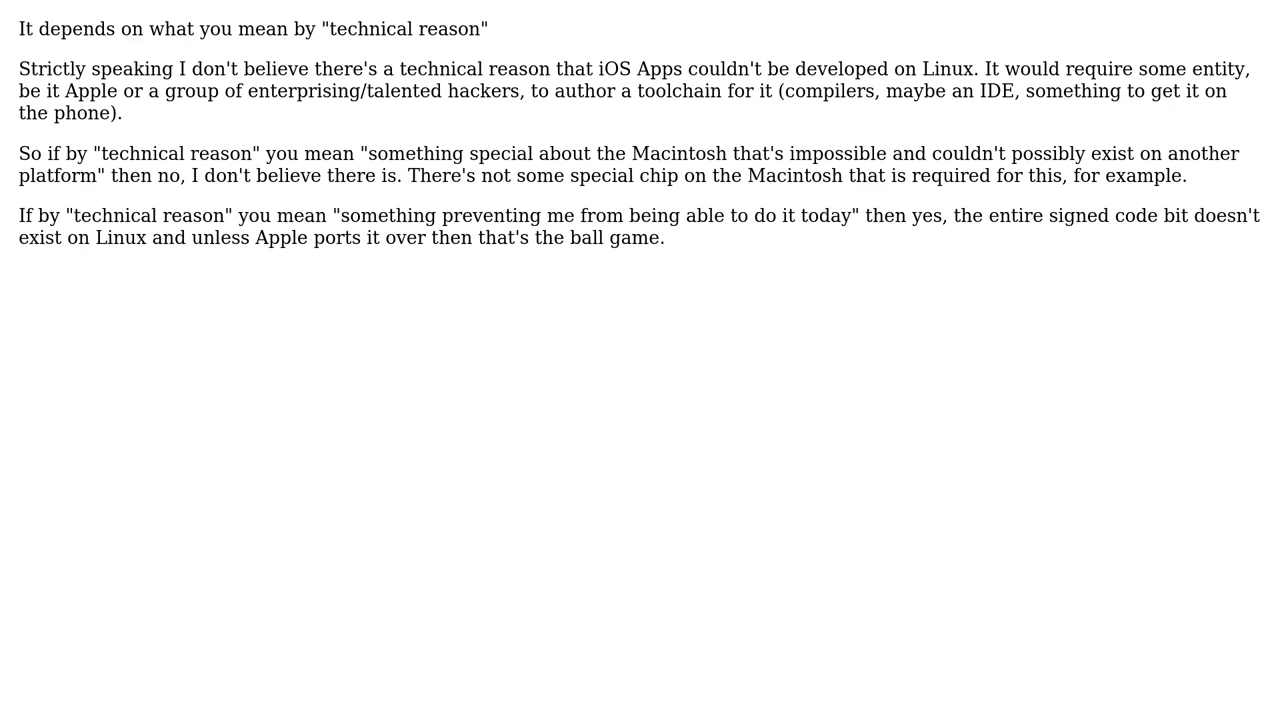 It depends on what you mean by "technical reason"
Strictly speaking I don't believe there's a technical reason that iOS Apps couldn't be developed on Linux. It would require some entity,
be it Apple or a group of enterprising/talented hackers, to author a toolchain for it (compilers, maybe an IDE, something to get it on
the phone).
So if by "technical reason" you mean "something special about the Macintosh that's impossible and couldn't possibly exist on another
platform" then no, I don't believe there is. There's not some special chip on the Macintosh that is required for this, for example.
If by "technical reason" you mean "something preventing me from being able to do it today" then yes, the entire signed code bit doesn't
exist on Linux and unless Apple ports it over then that's the ball game.